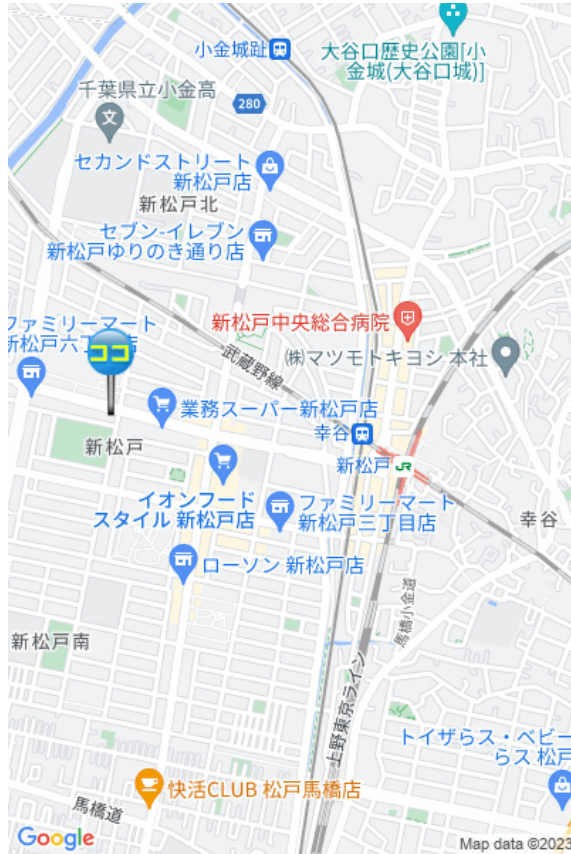 小金城趾
大谷口歴史公園[小
金城(大谷口城)]
千葉県立小金高
280
文
セカンドストリート
新松戸店
新松戸北
セブン-イレブン
新松戸ゆりのき通り店
新松戸中央総合病院
ファミリーマート
新松戸六丁目店
ココ
武蔵野線
㈱マツモトキヨシ 本社
業務スーパー新松戸店
幸谷
新松戸
新松戸
JR
イオンフード
スタイル 新松戸店
ファミリーマート
新松戸三丁目店
幸谷
ローソン 新松戸店
馬橋小金道
新松戸南
上野東京ライン
トイザらス・ベビー
らス 松戸
快活CLUB 松戸馬橋店
馬橋道
Google
Map data ©2023